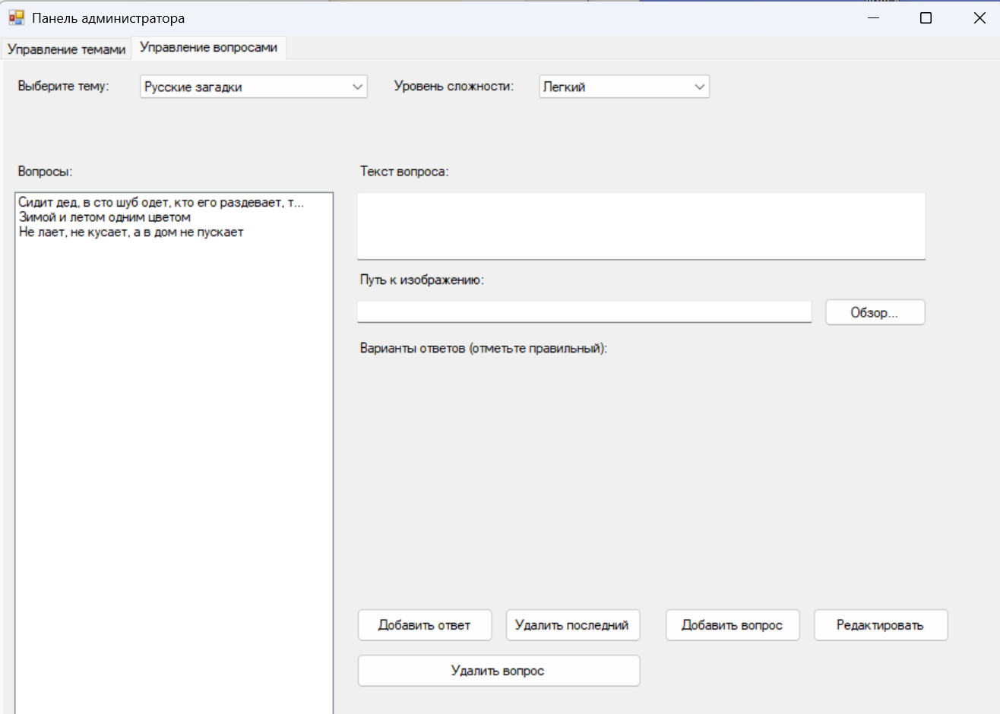 Панель администратора
Управление темами
Управление вопросами
Выберите тему:
Русские загадки
Уровень сложности:
Легкий
Вопросы:
Сидит дед, в сто шуб одет, кто его раздевает, т...
Зимой и летом одним цветом
Не лает, не кусает, а в дом не пускает
Текст вопроса:
Путь к изображению:
Обзор...
Варианты ответов (отметьте правильный):
Добавить ответ
Удалить последний
Добавить вопрос
Редактировать
Удалить вопрос